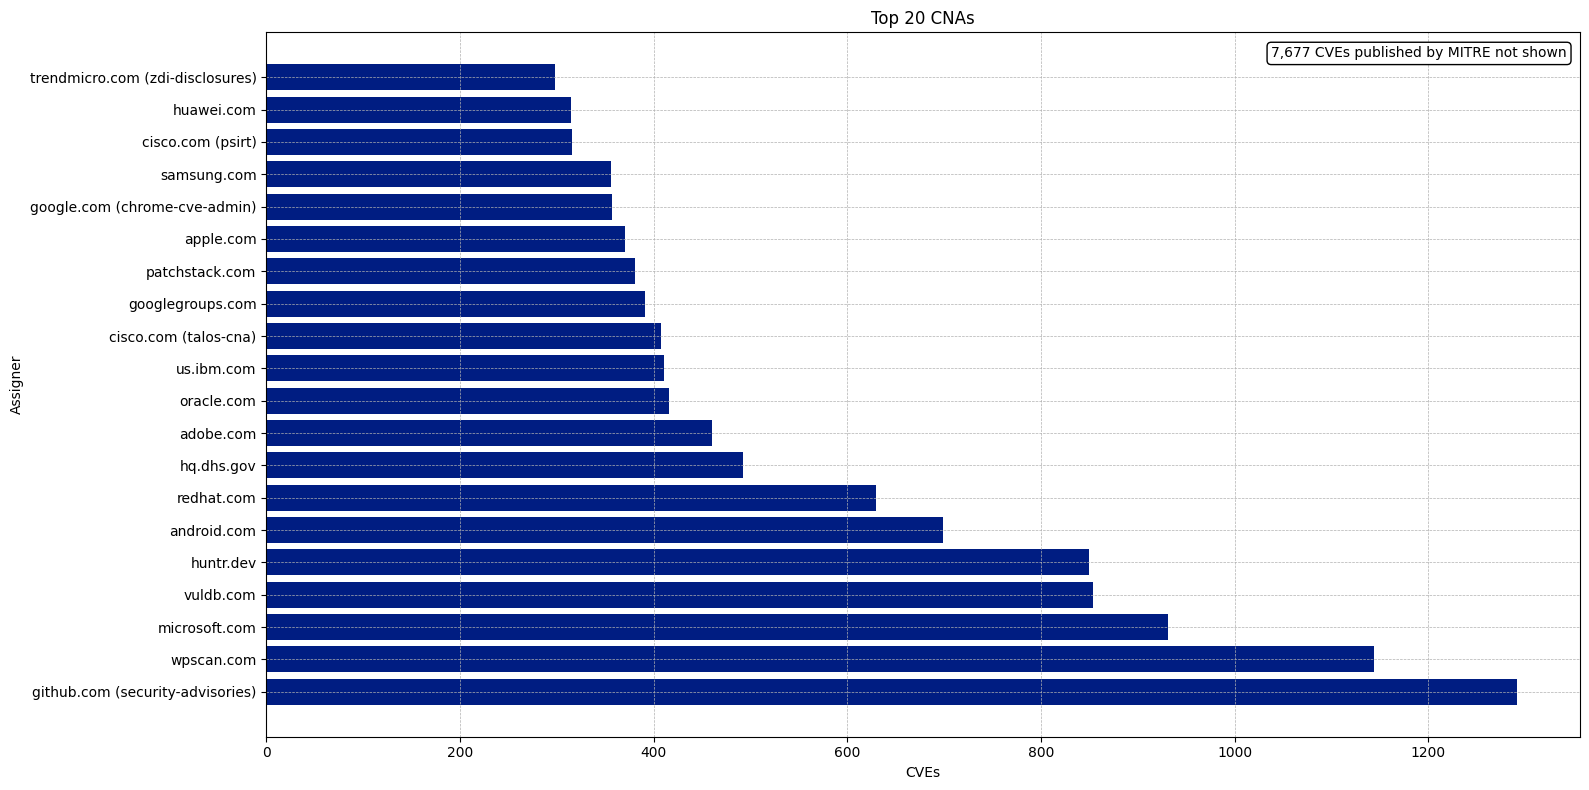 Top 20 CNAs
7,677 CVEs published by MITRE not shown
Assigner
trendmicro.com (zdi-disclosures)
huawei.com
cisco.com (psirt)
samsung.com
google.com (chrome-cve-admin)
apple.com
patchstack.com
googlegroups.com
cisco.com (talos-cna)
us.ibm.com
oracle.com
adobe.com
hq.dhs.gov
redhat.com
android.com
huntr.dev
vuldb.com
microsoft.com
wpscan.com
github.com (security-advisories)
0 200 400 600 800 1000 1200
CVEs